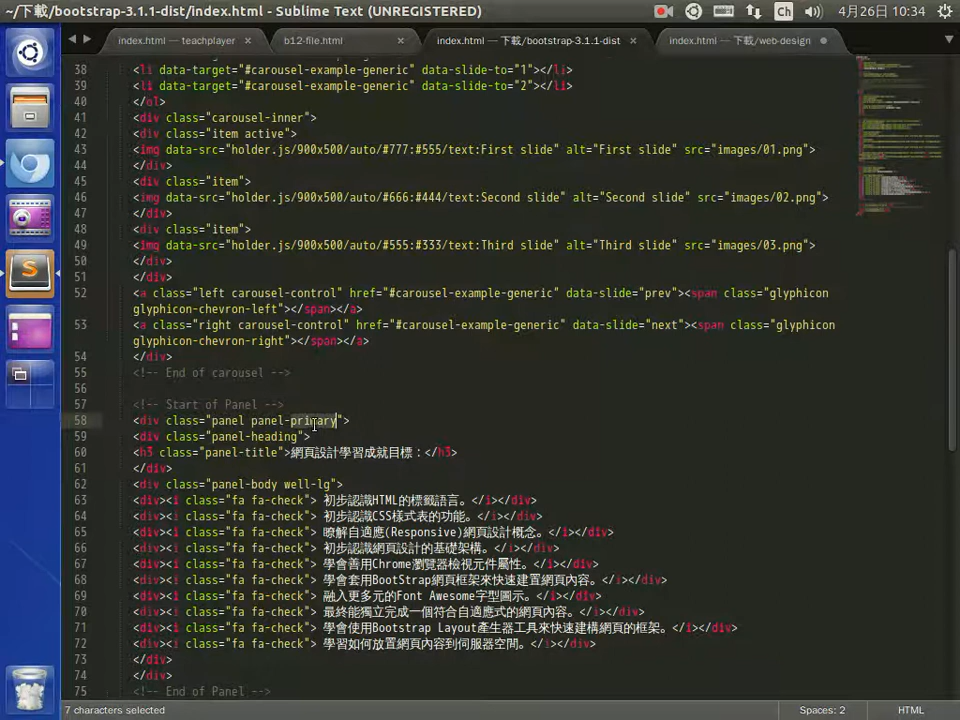 ~/下載/bootstrap-3.1.1-dist/index.html - Sublime Text (UNREGISTERED)
Ch
4月26日 10:34
index.html — teachplayer
b12-file.html
index.html — 下載/bootstrap-3.1.1-dist
index.html — 下載/web-design
38 <li data-target="#carousel-example-generic" data-slide-to="1"></li>
39 <li data-target="#carousel-example-generic" data-slide-to="2"></li>
40 </ol>
41 <div class="carousel-inner">
42 <div class="item active">
43 <img data-src="holder.js/900x500/auto/#777:#555/text:First slide" alt="First slide" src="images/01.png">
44 </div>
45 <div class="item">
46 <img data-src="holder.js/900x500/auto/#666:#444/text:Second slide" alt="Second slide" src="images/02.png">
47 </div>
48 <div class="item">
49 <img data-src="holder.js/900x500/auto/#555:#333/text:Third slide" alt="Third slide" src="images/03.png">
50 </div>
51 </div>
52 <a class="left carousel-control" href="#carousel-example-generic" data-slide="prev"><span class="glyphicon
glyphicon-chevron-left"></span></a>
53 <a class="right carousel-control" href="#carousel-example-generic" data-slide="next"><span class="glyphicon
glyphicon-chevron-right"></span></a>
54 </div>
55 <!-- End of carousel -->
56
57 <!-- Start of Panel -->
58 <div class="panel panel-primary">
59 <div class="panel-heading">
60 <h3 class="panel-title">網頁設計學習成就目標：</h3>
61 </div>
62 <div class="panel-body well-lg">
63 <div><i class="fa fa-check"> 初步認識HTML的標籤語言。</i></div>
64 <div><i class="fa fa-check"> 初步認識CSS樣式表的功能。</i></div>
65 <div><i class="fa fa-check"> 瞭解自適應(Responsive)網頁設計概念。</i></div>
66 <div><i class="fa fa-check"> 初步認識網頁設計的基礎架構。</i></div>
67 <div><i class="fa fa-check"> 學會善用Chrome瀏覽器檢視元件屬性。</i></div>
68 <div><i class="fa fa-check"> 學會套用BootStrap網頁框架來快速建置網頁內容。</i></div>
69 <div><i class="fa fa-check"> 融入更多元的Font Awesome字型圖示。</i></div>
70 <div><i class="fa fa-check"> 最終能獨立完成一個符合自適應式的網頁內容。</i></div>
71 <div><i class="fa fa-check"> 學會使用Bootstrap Layout產生器工具來快速建構網頁的框架。</i></div>
72 <div><i class="fa fa-check"> 學習如何放置網頁內容到伺服器空間。</i></div>
73 </div>
74 </div>
75 <!-- End of Panel -->
7 characters selected
Spaces: 2
HTML